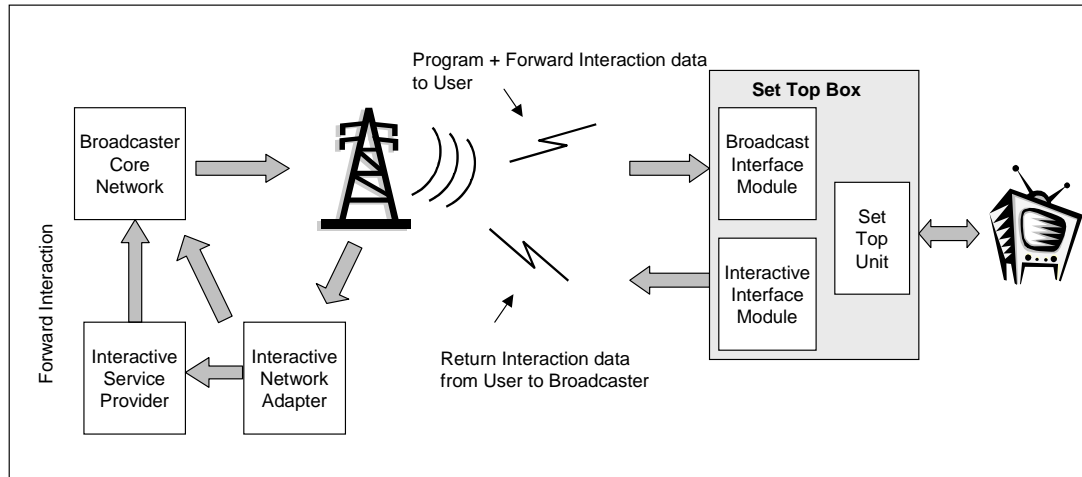 Program + Forward Interaction data
to User
Set Top Box
Broadcaster
Core
Network
Broadcast
Interface
Module
Set
Top
Unit
Interactive
Interface
Module
Forward Interaction
Interactive
Service
Provider
Interactive
Network
Adapter
Return Interaction data
from User to Broadcaster